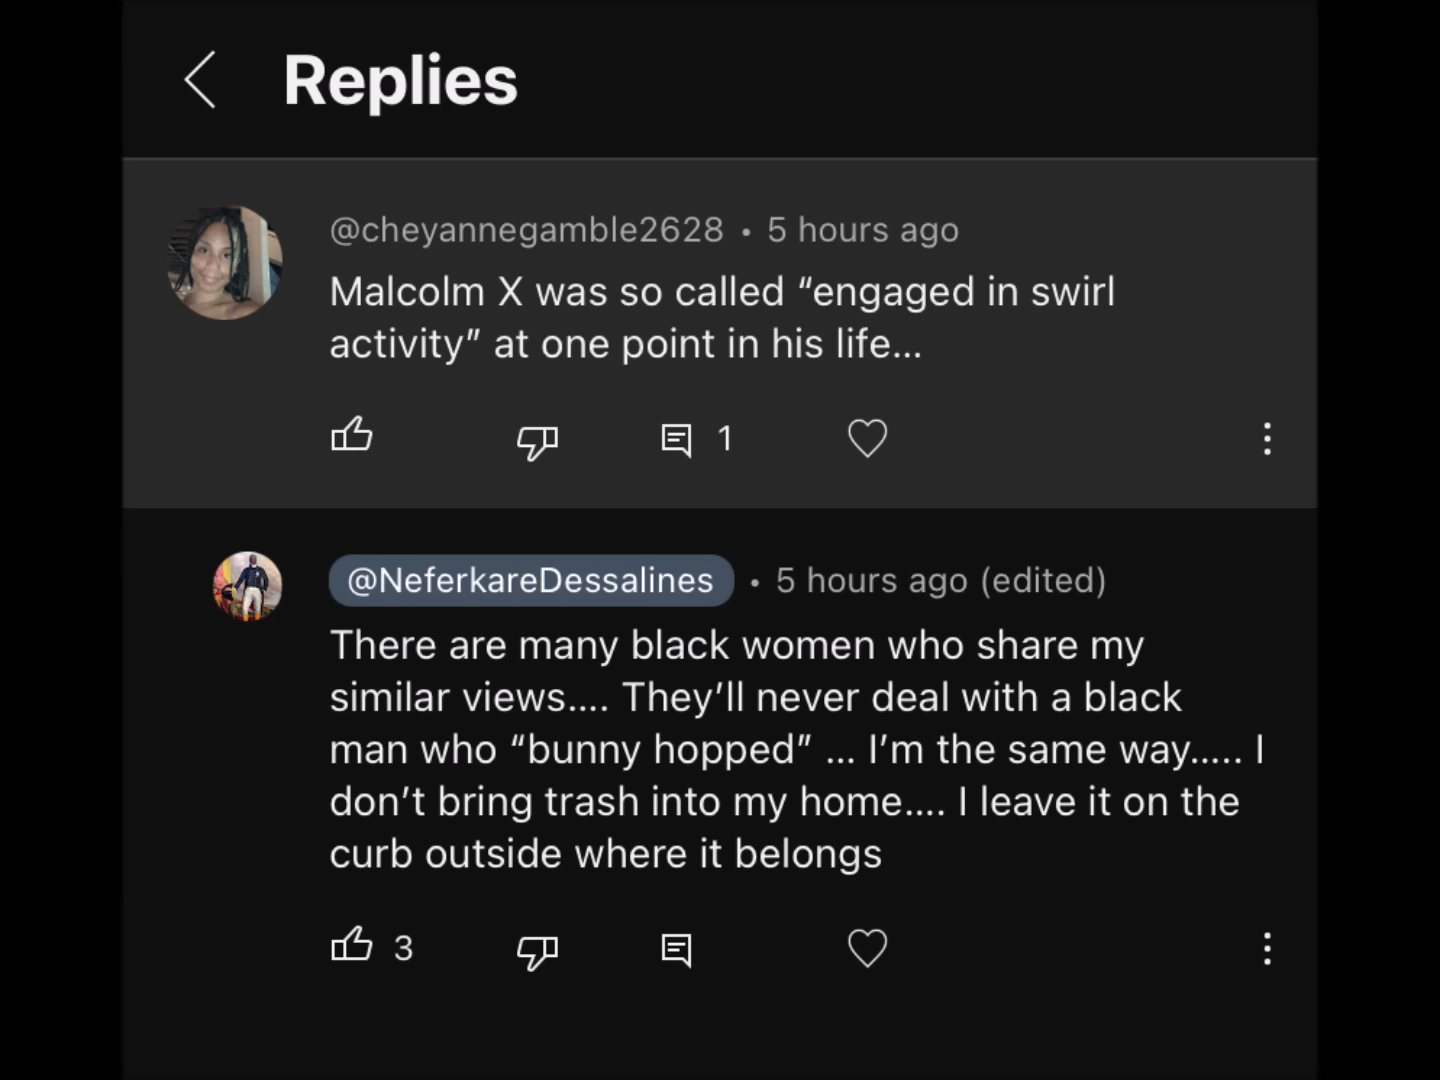 Replies
@cheyannegamble2628 • 5 hours ago
Malcolm X was so called “engaged in swirl
activity” at one point in his life...
1
@NeferkareDessalines • 5 hours ago (edited)
There are many black women who share my
similar views.... They’ll never deal with a black
man who “bunny hopped” ... I’m the same way..... I
don’t bring trash into my home.... I leave it on the
curb outside where it belongs
3